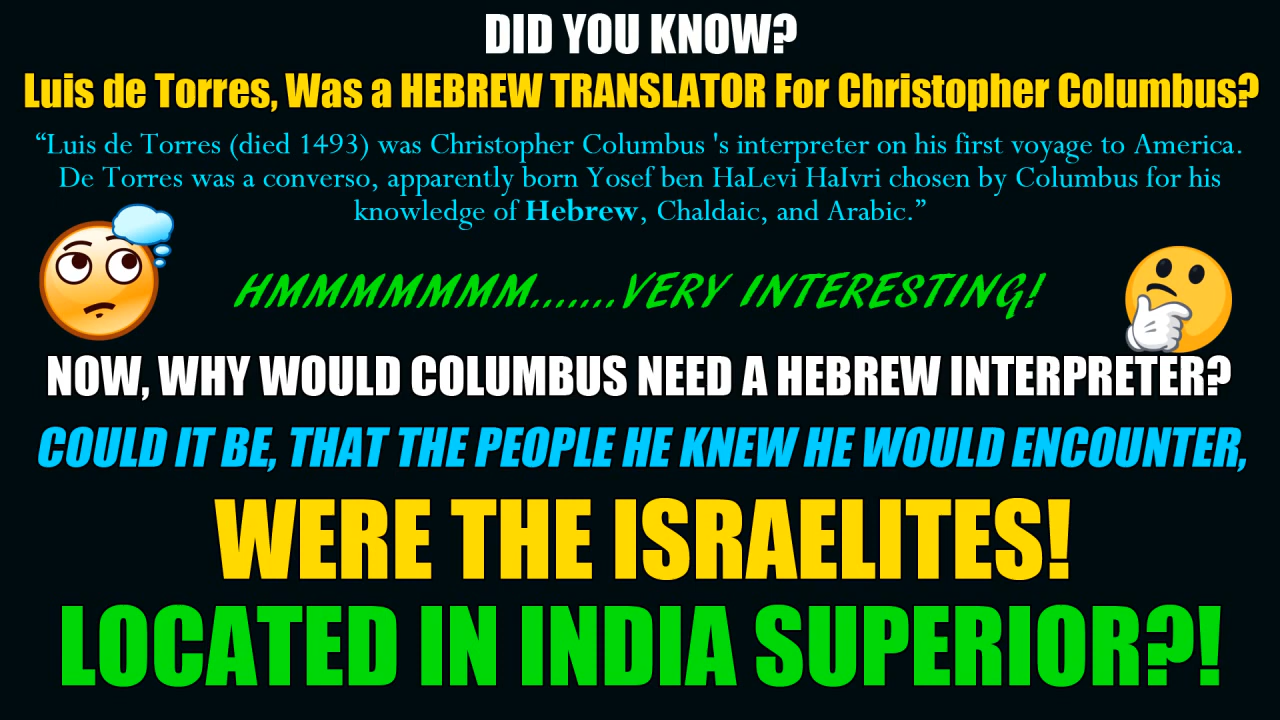 DID YOU KNOW?
Luis de Torres, Was a HEBREW TRANSLATOR For Christopher Columbus?
“Luis de Torres (died 1493) was Christopher Columbus 's interpreter on his first voyage to America.
De Torres was a converso, apparently born Yosef ben HaLevi HaIvri chosen by Columbus for his
knowledge of Hebrew, Chaldaic, and Arabic.”
HMMMMMMM.......VERY INTERESTING!
NOW, WHY WOULD COLUMBUS NEED A HEBREW INTERPRETER?
COULD IT BE, THAT THE PEOPLE HE KNEW HE WOULD ENCOUNTER,
WERE THE ISRAELITES!
LOCATED IN INDIA SUPERIOR?!